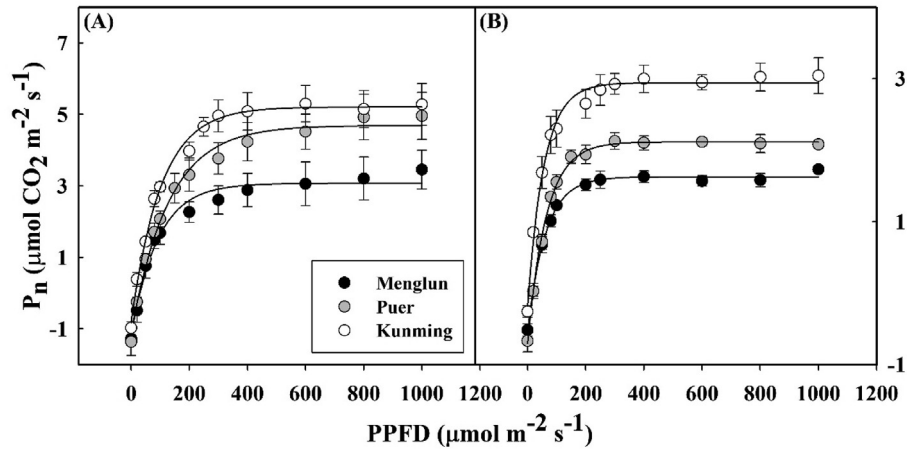 (A)
(B)
7
5
3
1
-1
3
1
-1
Pn (μmol CO2 m-2 s-1)
Menglun
Puer
Kunming
0 200 400 600 800 1000 1200
0 200 400 600 800 1000 1200
PPFD (μmol m-2 s-1)